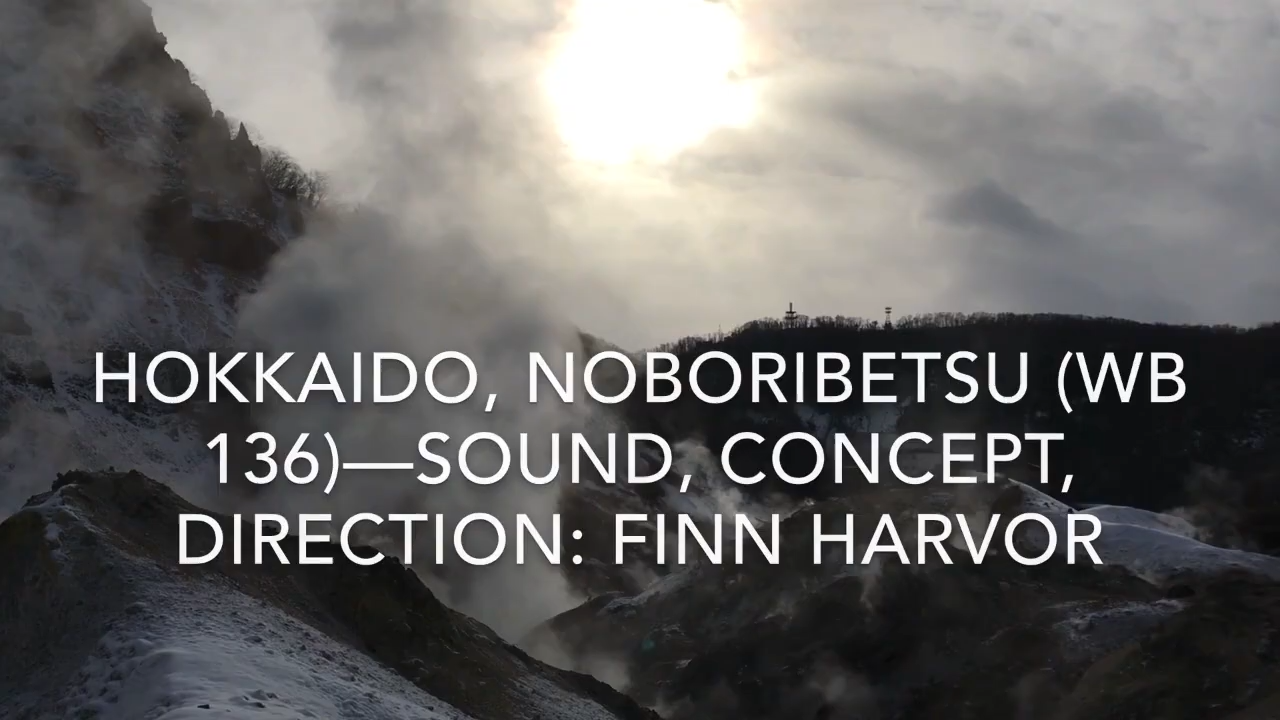 HOKKAIDO, NOBORIBETSU (WB
136)—SOUND, CONCEPT,
DIRECTION: FINN HARVOR